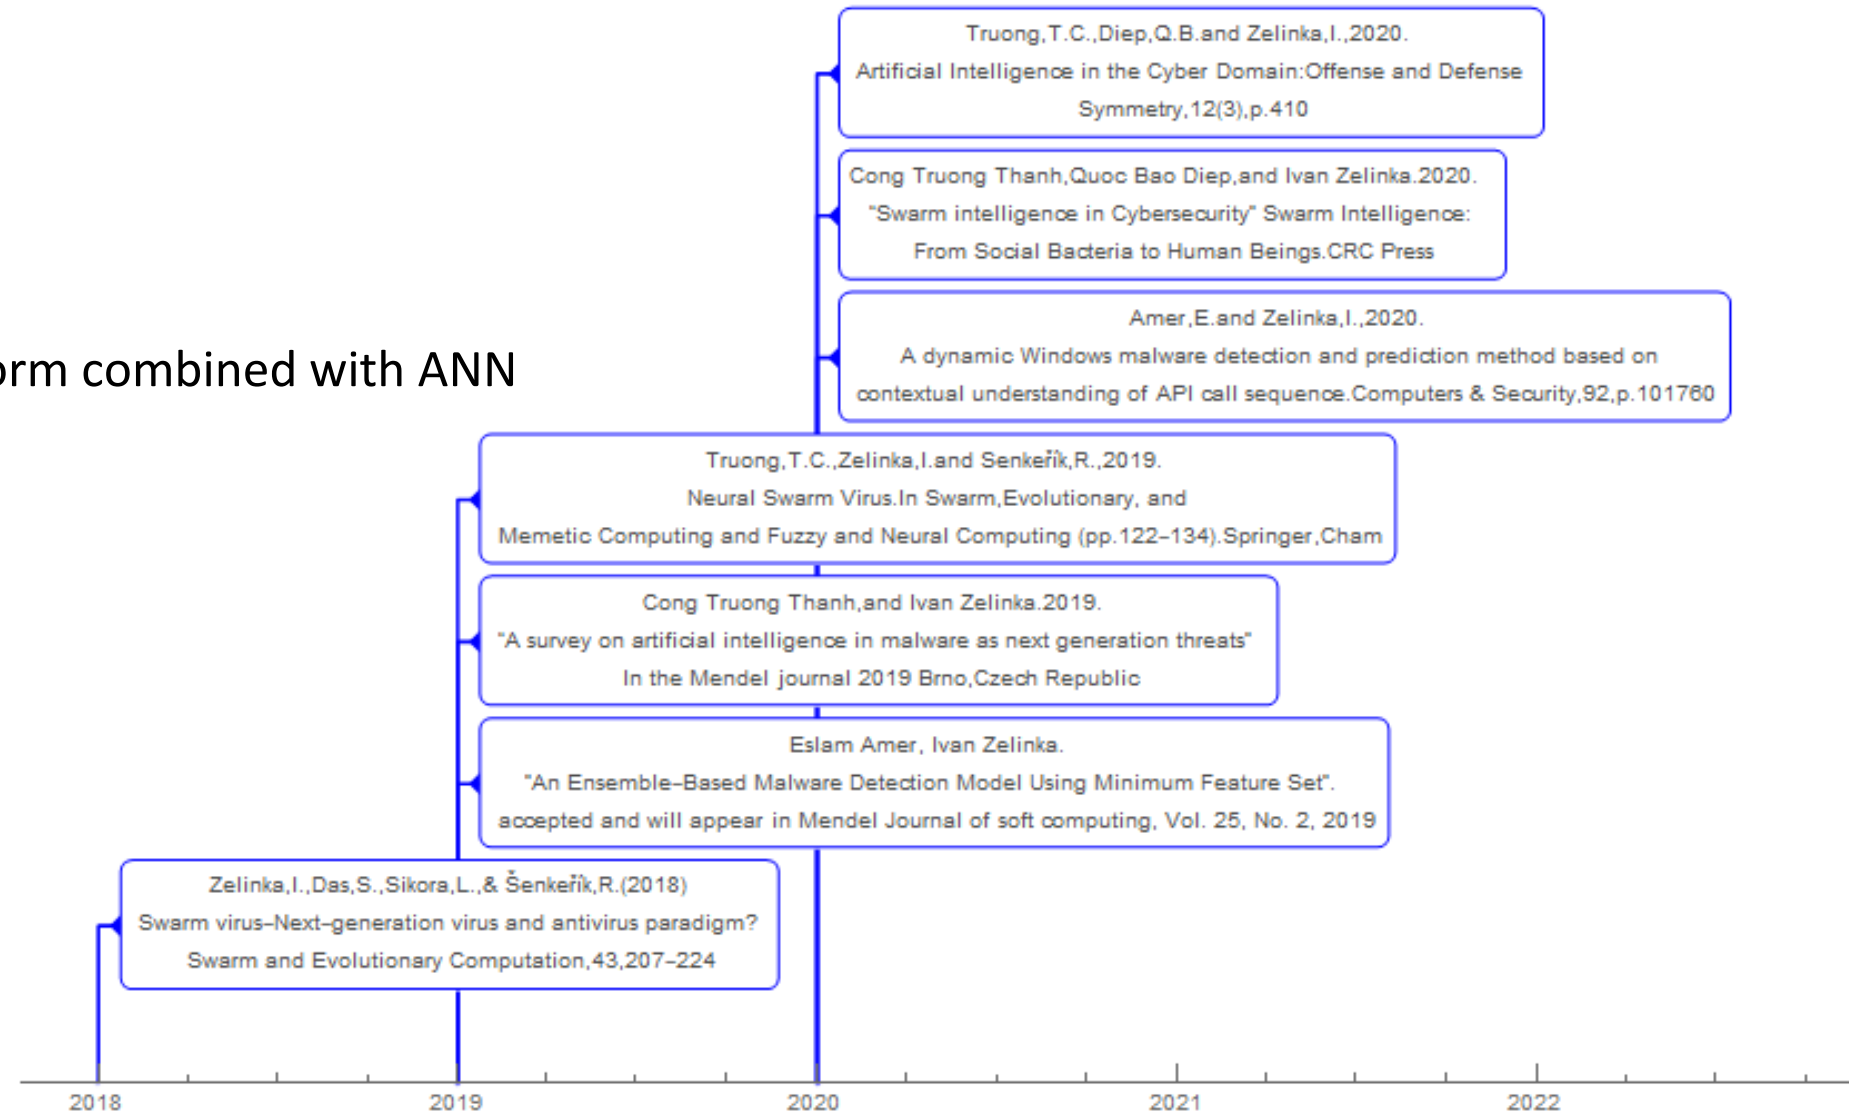 Truong,T.C.,Diep,Q.B.and Zelinka,I.,2020.
Artificial Intelligence in the Cyber Domain:Offense and Defense
Symmetry,12(3),p.410
Cong Truong Thanh,Quoc Bao Diep,and Ivan Zelinka.2020.
"Swarm intelligence in Cybersecurity" Swarm Intelligence:
From Social Bacteria to Human Beings.CRC Press
Amer,E.and Zelinka,I.,2020.
A dynamic Windows malware detection and prediction method based on
contextual understanding of API call sequence.Computers & Security,92,p.101760
orm combined with ANN
Truong,T.C.,Zelinka,I.and Senkeřík,R.,2019.
Neural Swarm Virus.In Swarm,Evolutionary, and
Memetic Computing and Fuzzy and Neural Computing (pp.122–134).Springer,Cham
Cong Truong Thanh,and Ivan Zelinka.2019.
"A survey on artificial intelligence in malware as next generation threats"
In the Mendel journal 2019 Brno,Czech Republic
Eslam Amer, Ivan Zelinka.
"An Ensemble–Based Malware Detection Model Using Minimum Feature Set".
accepted and will appear in Mendel Journal of soft computing, Vol. 25, No. 2, 2019
Zelinka,I.,Das,S.,Sikora,L.,& Šenkeřík,R.(2018)
Swarm virus–Next–generation virus and antivirus paradigm?
Swarm and Evolutionary Computation,43,207–224
2018 2019 2020 2021 2022